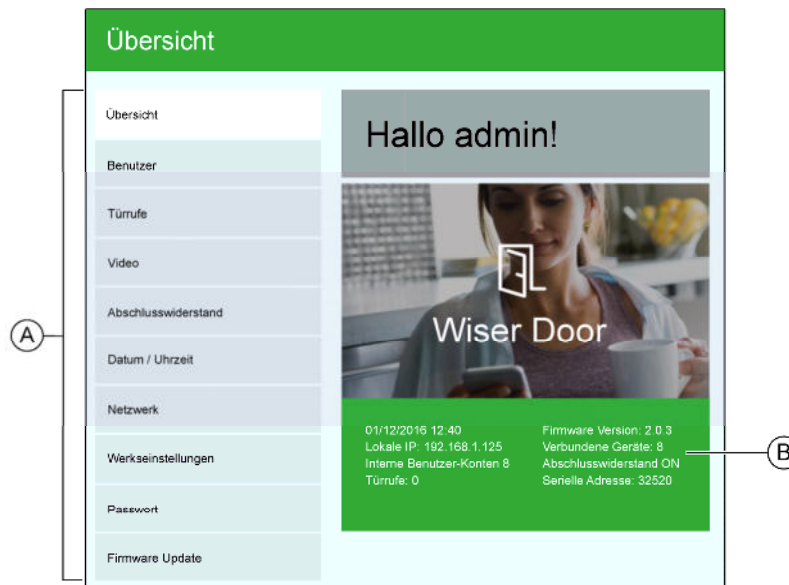 Übersicht
Übersicht
Benutzer
Türrufe
Video
Abschlusswiderstand
Datum / Uhrzeit
Netzwerk
Werkseinstellungen
Passwort
Firmware Update
A
Hallo admin!
Wiser Door
01/12/2016 12:40
Lokale IP: 192.168.1.125
Interne Benutzer-Konten 8
Türrufe: 0
Firmware Version: 2.0.3
Verbundene Geräte: 8
Abschlusswiderstand ON
Serielle Adresse: 32520
B